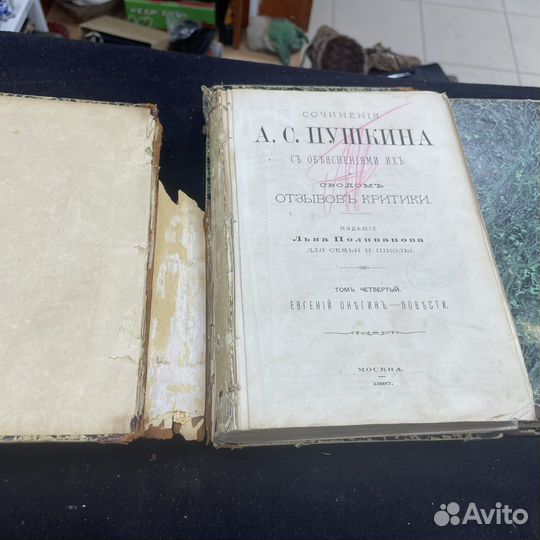 СОЧИНЕНІЯ
А. С. ПУШКИНА
СЪ ОБЪЯСНЕНІЯМИ ИХЪ
СВОДОМЪ
ОТЗЫВОВЪ КРИТИКИ.
ИЗДАНІЕ
Льва Поливанова
ДЛЯ СЕМЬИ И ШКОЛЫ.
ТОМЪ ЧЕТВЕРТЫЙ.
ЕВГЕНІЙ ОНѢГИНЪ.—ПОВѢСТИ.
МОСКВА.
1887.
Avito